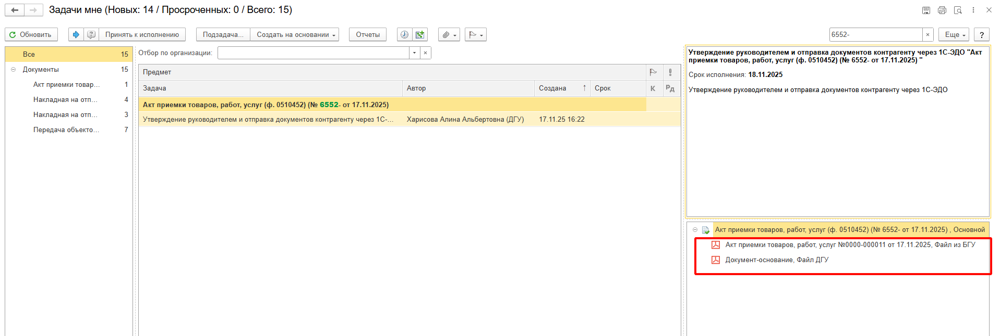 Задачи мне (Новых: 14 / Просроченных: 0 / Всего: 15)
Обновить
Принять к исполнению
Подзадача...
Создать на основании
Отчеты
6552-
×
Еще
?
Все 15
Документы 15
Акт приемки товар... 1
Накладная на отп... 4
Накладная на отп... 3
Передача объекто... 7
Отбор по организации:
×
Предмет
Задача Автор Создана ↑ Срок К Рд
Акт приемки товаров, работ, услуг (ф. 0510452) (№ 6552- от 17.11.2025)
Утверждение руководителем и отправка документов контрагенту через 1С-... Харисова Алина Альбертовна (ДГУ) 17.11.25 16:22
Утверждение руководителем и отправка документов контрагенту через 1С-ЭДО "Акт
приемки товаров, работ, услуг (ф. 0510452) (№ 6552- от 17.11.2025) "
Срок исполнения: 18.11.2025
Утверждение руководителем и отправка документов контрагенту через 1С-ЭДО
Акт приемки товаров, работ, услуг (ф. 0510452) (№ 6552- от 17.11.2025) , Основной
Акт приемки товаров, работ, услуг №0000-000011 от 17.11.2025, Файл из БГУ
Документ-основание, Файл ДГУ